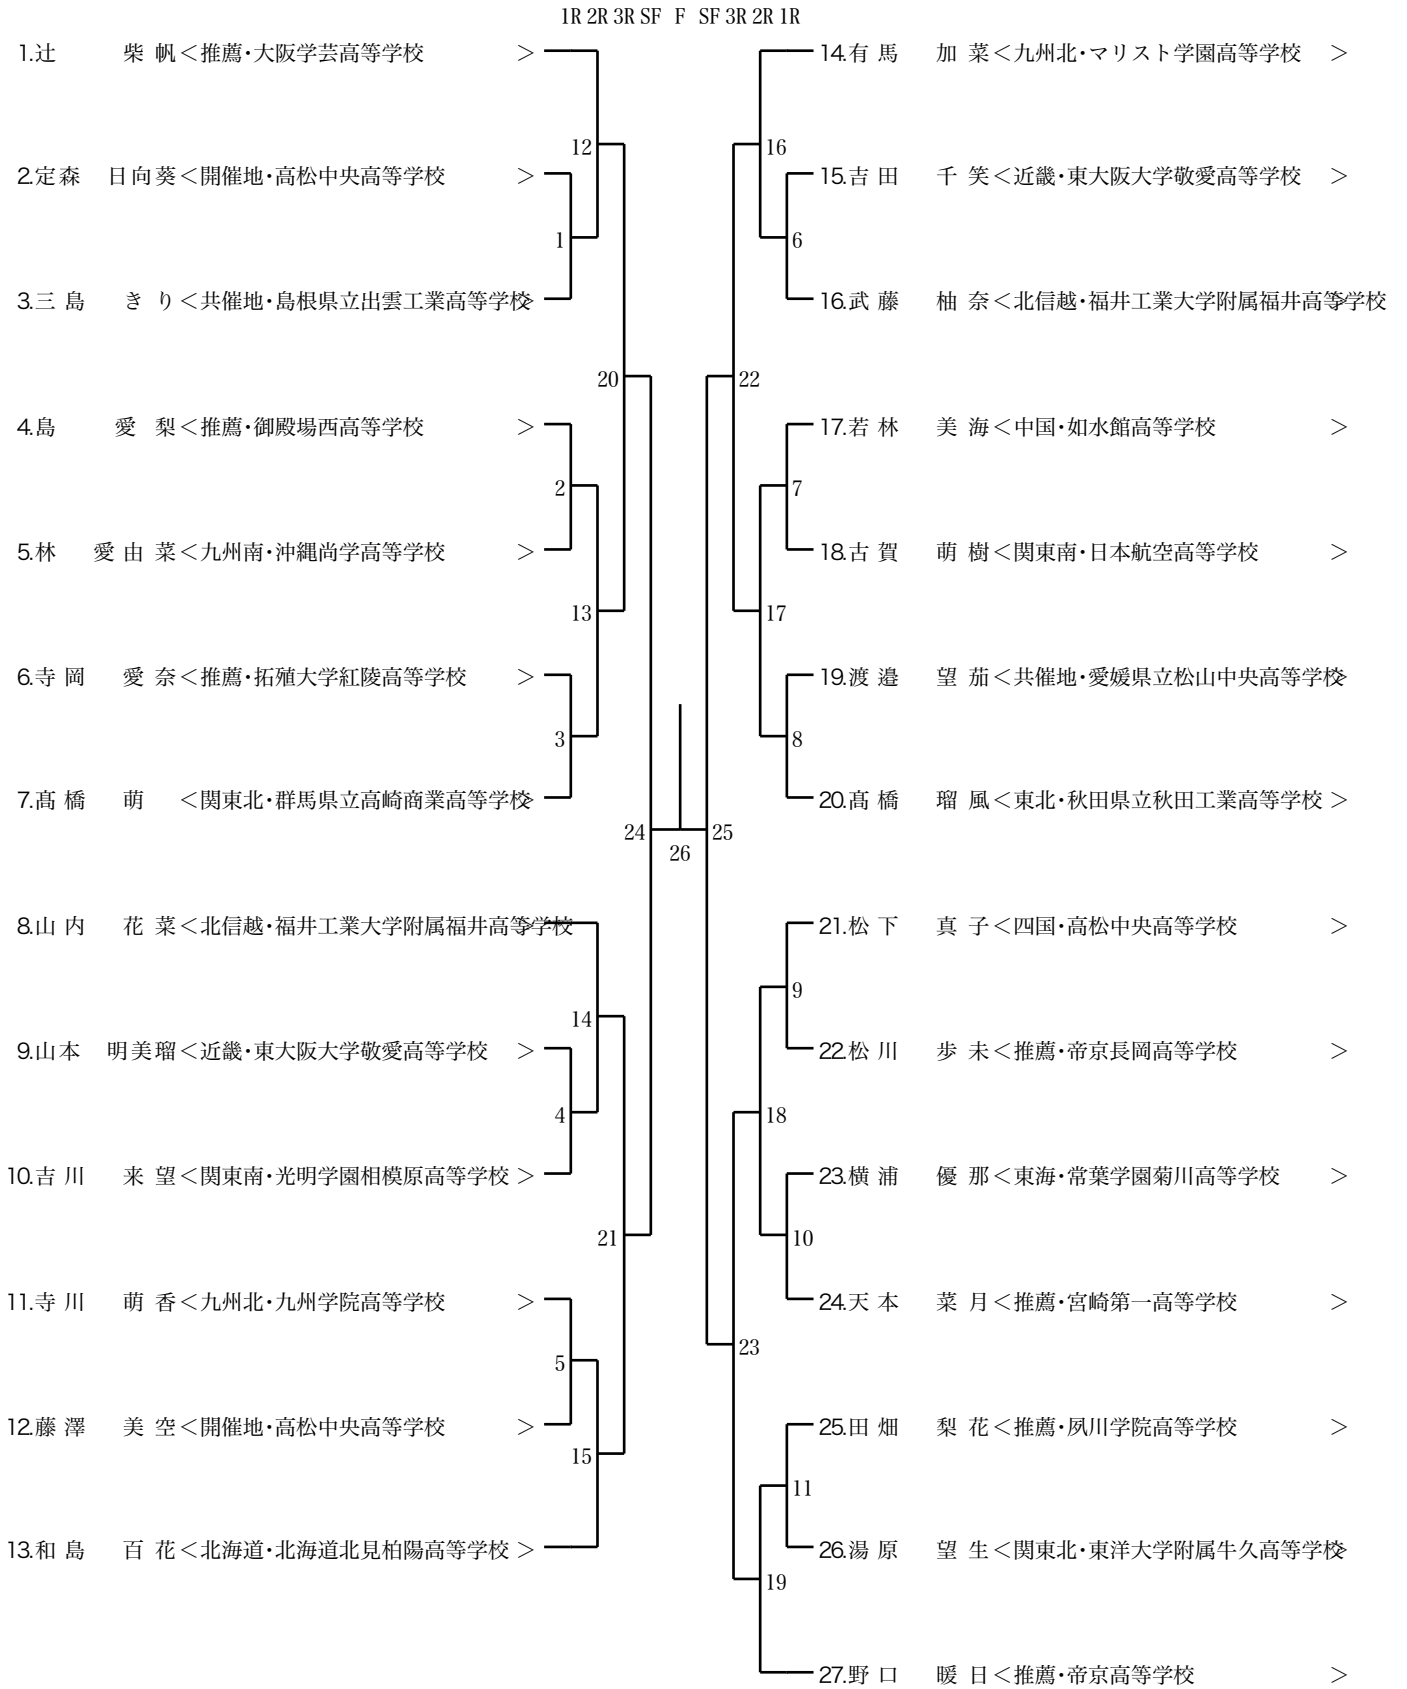 1R 2R 3R SF F SF 3R 2R 1R
1.辻 柴帆＜推薦・大阪学芸高等学校 ＞
12
2.定森 日向葵＜開催地・高松中央高等学校 ＞
1
3.三島 きり＜共催地・島根県立出雲工業高等学校＞
20
4.島 愛梨＜推薦・御殿場西高等学校 ＞
2
5.林 愛由菜＜九州南・沖縄尚学高等学校 ＞
13
6.寺岡 愛奈＜推薦・拓殖大学紅陵高等学校 ＞
3
7.髙橋 萌 ＜関東北・群馬県立高崎商業高等学校＞
24
8.山内 花菜＜北信越・福井工業大学附属福井高等学校＞
14
9.山本 明美瑠＜近畿・東大阪大学敬愛高等学校 ＞
4
10.吉川 来望＜関東南・光明学園相模原高等学校 ＞
21
11.寺川 萌香＜九州北・九州学院高等学校 ＞
5
12.藤澤 美空＜開催地・高松中央高等学校 ＞
15
13.和島 百花＜北海道・北海道北見柏陽高等学校 ＞
26
14.有馬 加菜＜九州北・マリスト学園高等学校 ＞
16
15.吉田 千笑＜近畿・東大阪大学敬愛高等学校 ＞
6
16.武藤 柚奈＜北信越・福井工業大学附属福井高等学校＞
22
17.若林 美海＜中国・如水館高等学校 ＞
7
18.古賀 萌樹＜関東南・日本航空高等学校 ＞
17
19.渡邉 望茄＜共催地・愛媛県立松山中央高等学校＞
8
20.髙橋 瑠風＜東北・秋田県立秋田工業高等学校 ＞
25
21.松下 真子＜四国・高松中央高等学校 ＞
9
22.松川 歩未＜推薦・帝京長岡高等学校 ＞
18
23.横浦 優那＜東海・常葉学園菊川高等学校 ＞
10
24.天本 菜月＜推薦・宮崎第一高等学校 ＞
23
25.田畑 梨花＜推薦・夙川学院高等学校 ＞
11
26.湯原 望生＜関東北・東洋大学附属牛久高等学校＞
19
27.野口 暖日＜推薦・帝京高等学校 ＞